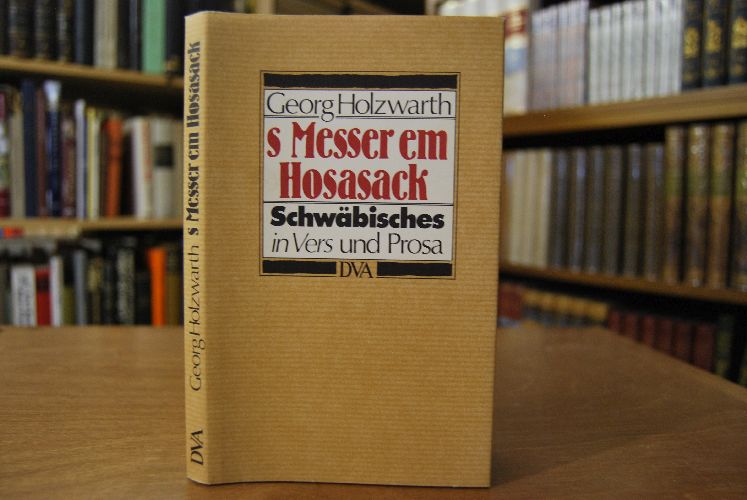 Georg Holzwarth
s Messer em
Hosasack
Schwäbisches
in Vers und Prosa
DVA
Georg Holzwarth s Messer em Hosasack
DVA